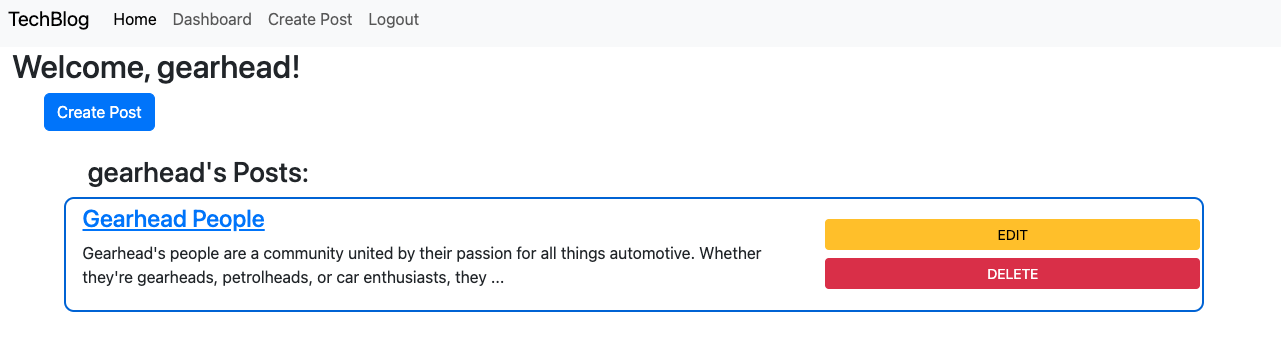 TechBlog Home Dashboard Create Post Logout
Welcome, gearhead!
Create Post
gearhead's Posts:
Gearhead People
Gearhead's people are a community united by their passion for all things automotive. Whether
they're gearheads, petrolheads, or car enthusiasts, they ...
EDIT
DELETE